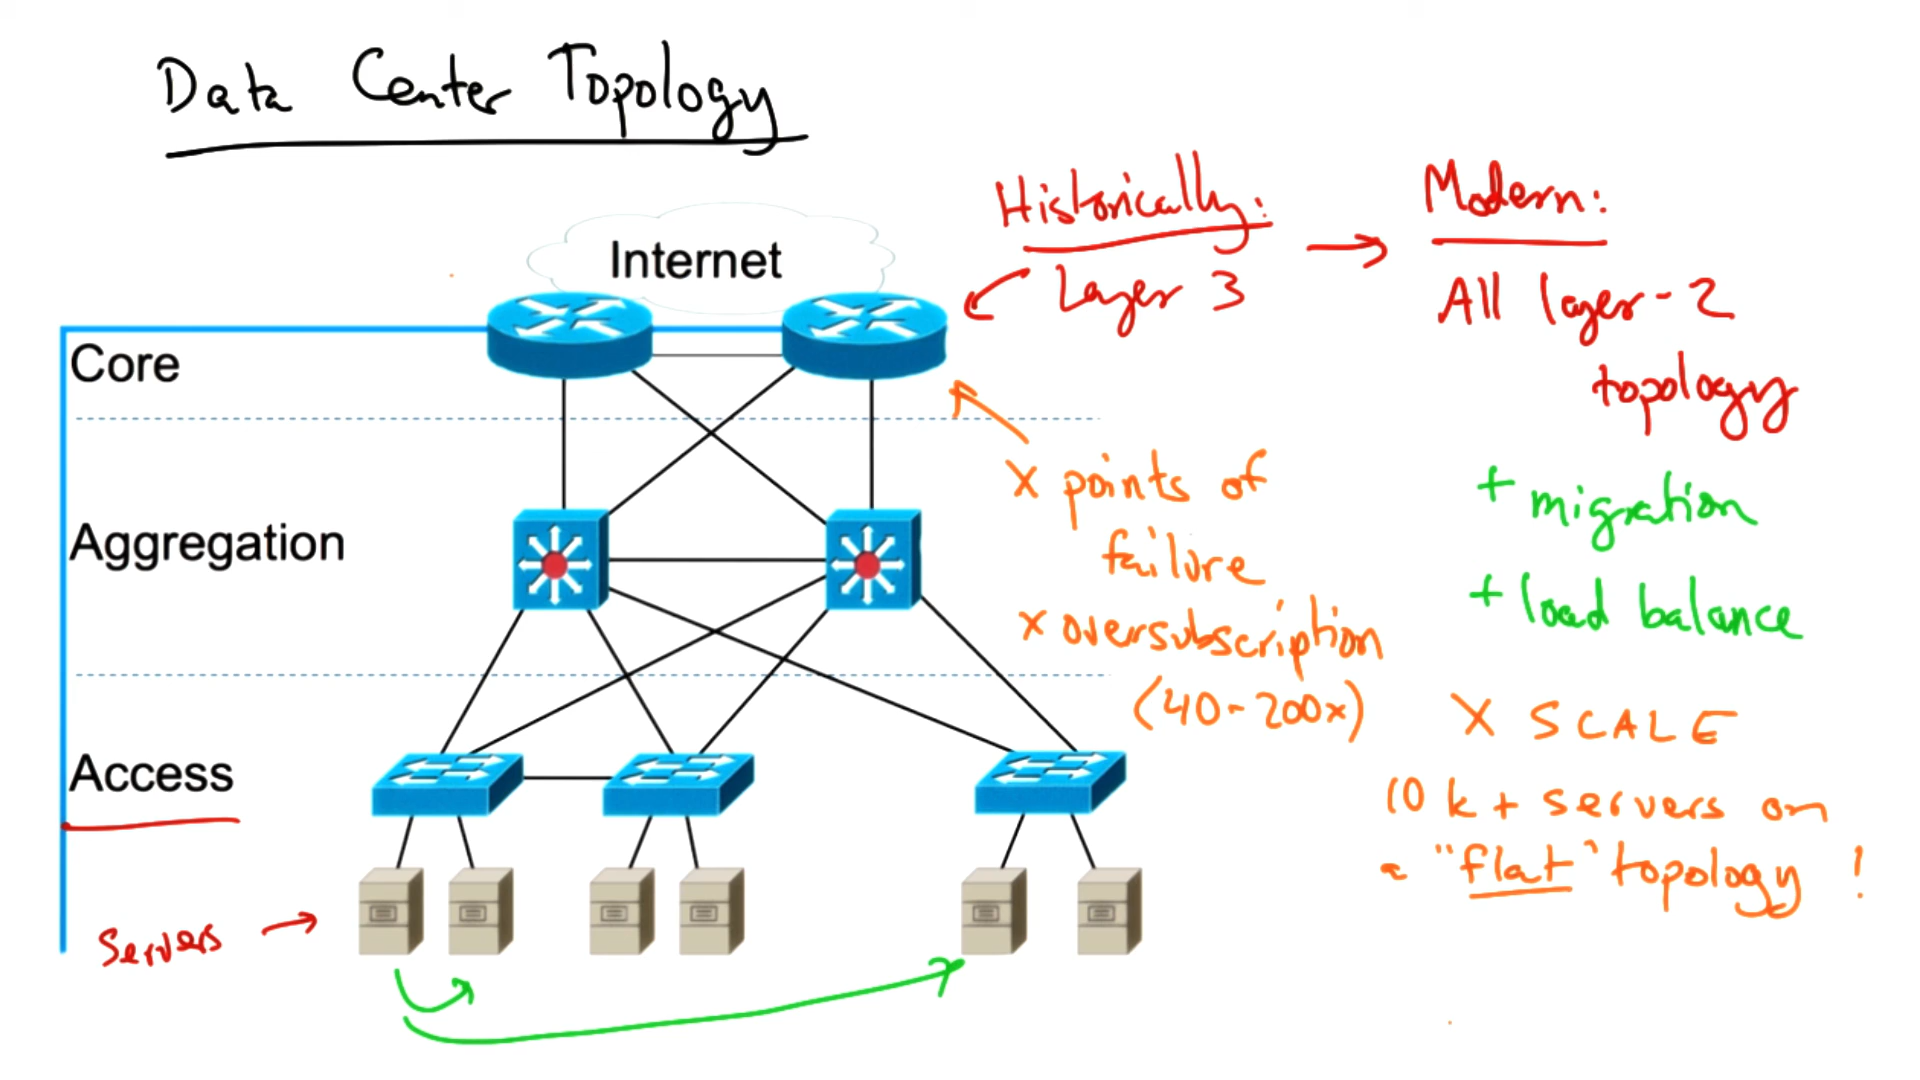 Data Center Topology
Internet
Core
Aggregation
Access
Servers
Historically:
Layer 3
x points of
failure
x oversubscription
(40-200x)
Modern:
All layer-2
topology
+ migration
+ load balance
X SCALE
10k+ servers on
a "flat" topology!